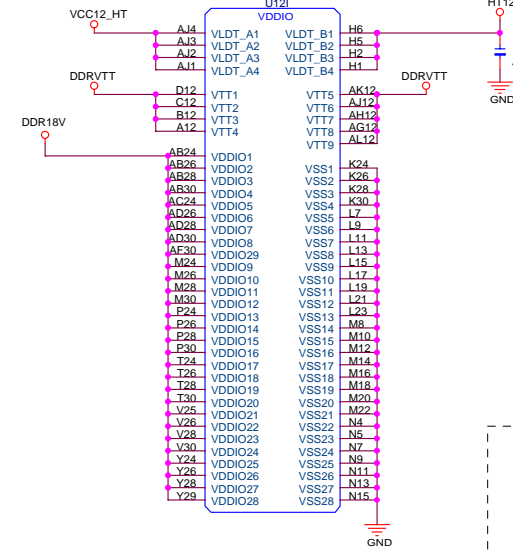 U12I
HT12
VCC12_HT
VDDIO
AJ4 VLDT_A1 VLDT_B1 H6
AJ3 VLDT_A2 VLDT_B2 H5
AJ2 VLDT_A3 VLDT_B3 H2
AJ1 VLDT_A4 VLDT_B4 H1
DDRVTT DDRVTT
GND
D12 VTT1 VTT5 AK12
C12 VTT2 VTT6 AJ12
B12 VTT3 VTT7 AH12
A12 VTT4 VTT8 AG12
VTT9 AL12
DDR18V
AB24 VDDIO1
AB26 VDDIO2 VSS1 K24
AB28 VDDIO3 VSS2 K26
AB30 VDDIO4 VSS3 K28
AC24 VDDIO5 VSS4 K30
AD26 VDDIO6 VSS5 L7
AD28 VDDIO7 VSS6 L9
AD30 VDDIO8 VSS7 L11
AF30 VDDIO29 VSS8 L13
M24 VDDIO9 VSS9 L15
M26 VDDIO10 VSS10 L17
M28 VDDIO11 VSS11 L19
M30 VDDIO12 VSS12 L21
P24 VDDIO13 VSS13 L23
P26 VDDIO14 VSS14 M8
P28 VDDIO15 VSS15 M10
P30 VDDIO16 VSS16 M12
T24 VDDIO17 VSS17 M14
T26 VDDIO18 VSS18 M16
T28 VDDIO19 VSS19 M18
T30 VDDIO20 VSS20 M20
V25 VDDIO21 VSS21 M22
V26 VDDIO22 VSS22 N4
V28 VDDIO23 VSS23 N5
V30 VDDIO24 VSS24 N7
Y24 VDDIO25 VSS25 N9
Y26 VDDIO26 VSS26 N11
Y28 VDDIO27 VSS27 N13
Y29 VDDIO28 VSS28 N15
GND